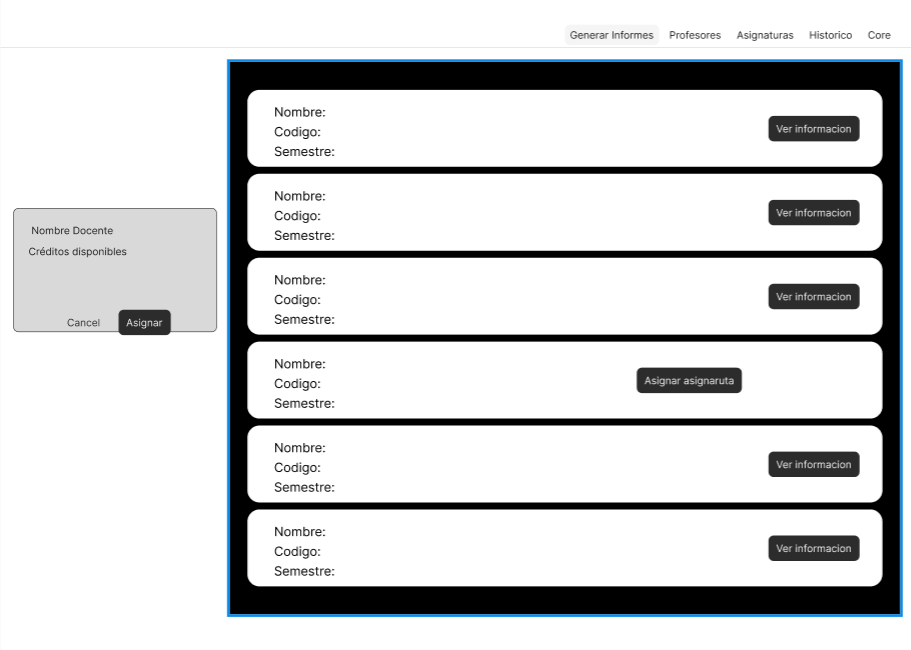 Generar Informes Profesores Asignaturas Historico Core
Nombre Docente
Créditos disponibles
Cancel Asignar
Nombre:
Codigo:
Semestre:
Ver informacion
Nombre:
Codigo:
Semestre:
Ver informacion
Nombre:
Codigo:
Semestre:
Ver informacion
Nombre:
Codigo:
Semestre:
Asignar asignaruta
Nombre:
Codigo:
Semestre:
Ver informacion
Nombre:
Codigo:
Semestre:
Ver informacion